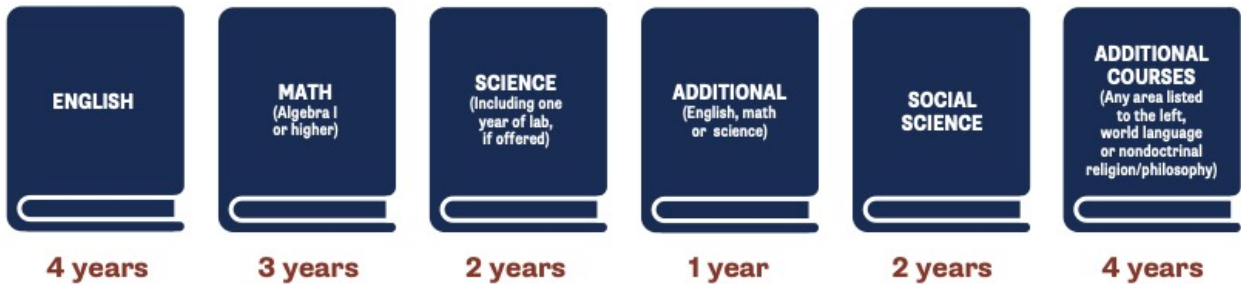 ENGLISH
MATH
(Algebra I
or higher)
SCIENCE
(Including one
year of lab,
if offered)
ADDITIONAL
(English, math
or science)
SOCIAL
SCIENCE
ADDITIONAL
COURSES
(Any area listed
to the left,
world language
or nondoctrinal
religion/philosophy)
4 years
3 years
2 years
1 year
2 years
4 years